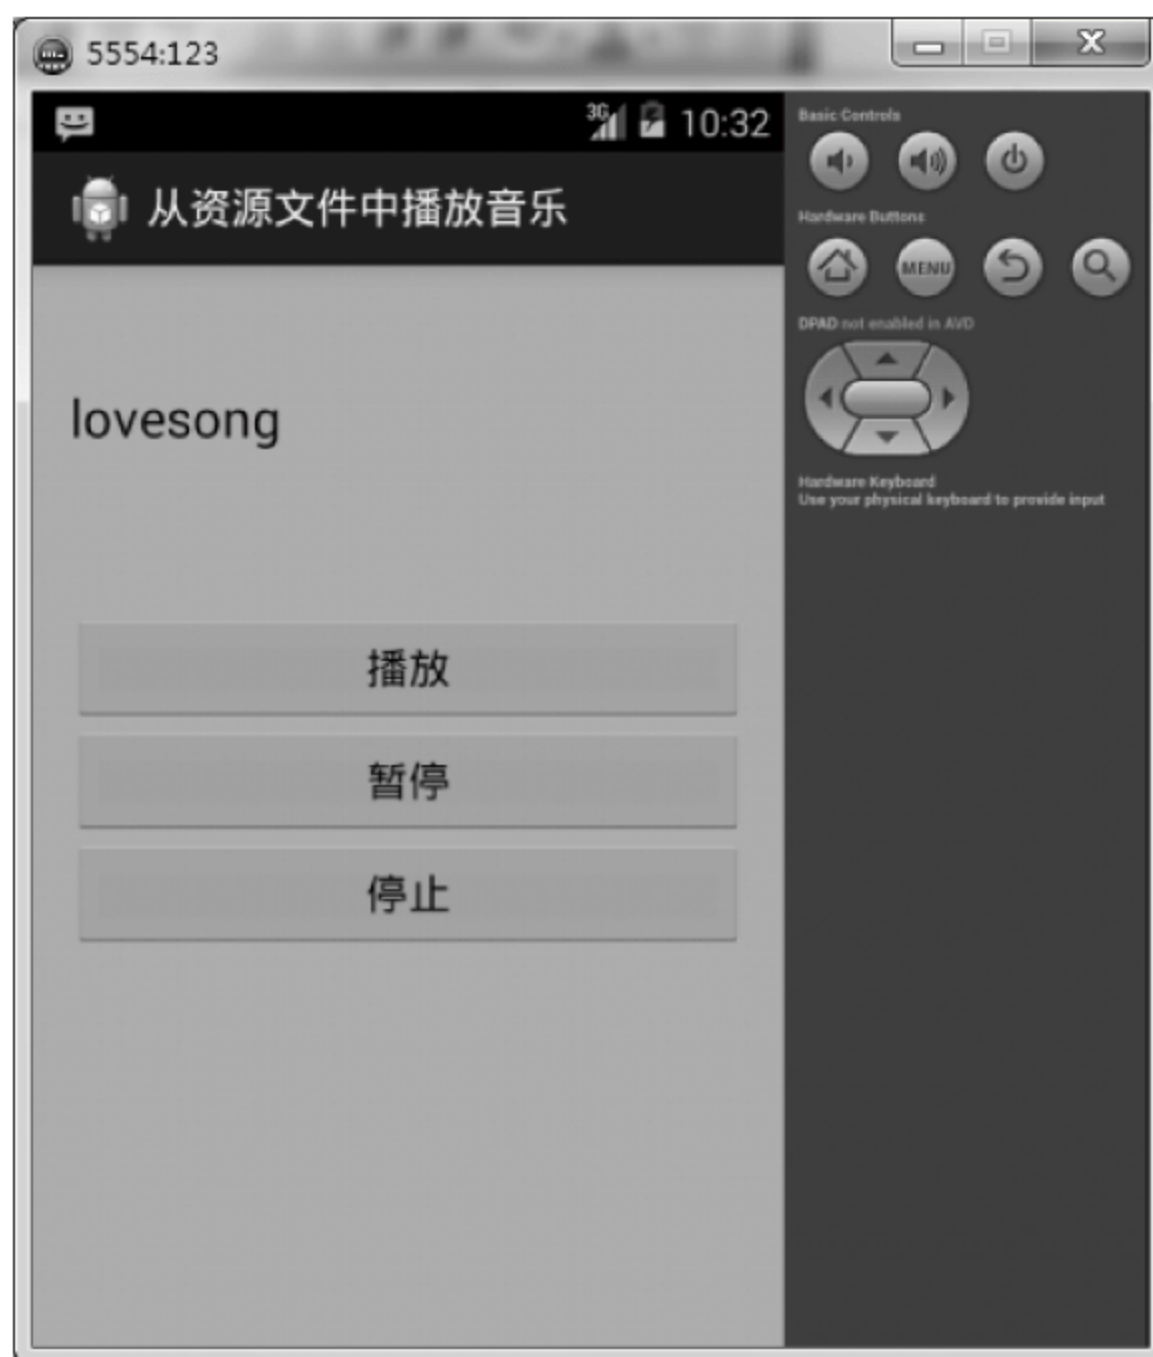 5554:123
3G 10:32
从资源文件中播放音乐
lovesong
播放
暂停
停止
Basic Controls
Hardware Buttons
MENU
DPAD not enabled in AVD
Hardware Keyboard
Use your physical keyboard to provide input